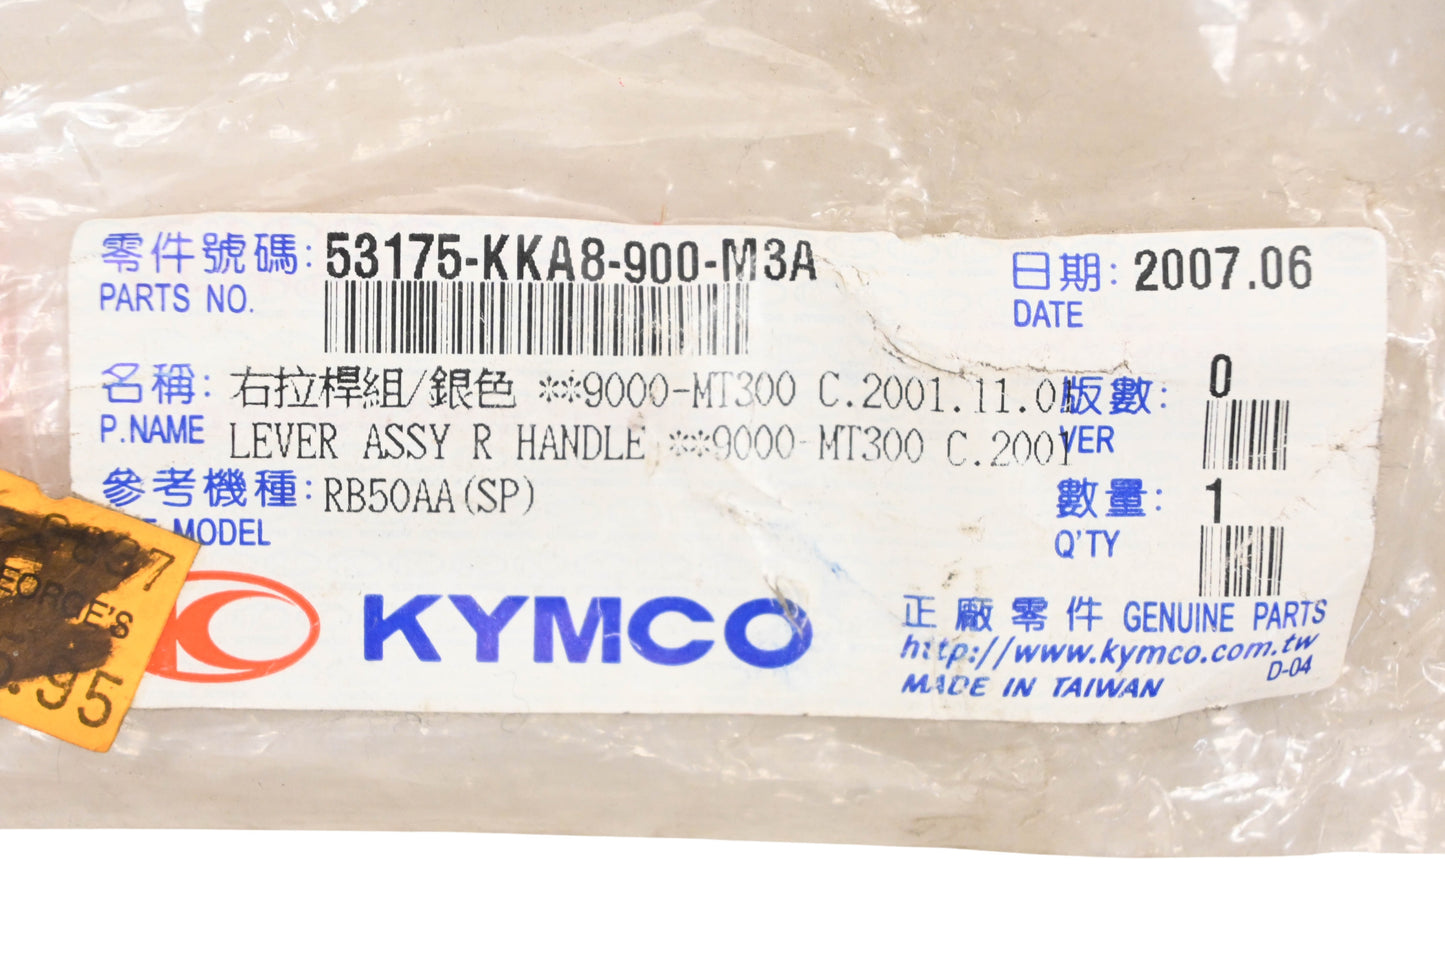 零件號碼: 53175-KKA8-900-M3A
PARTS NO.
日期: 2007.06
DATE
名稱: 右拉桿組/銀色 **9000-MT300 C.2001.11.01
P.NAME LEVER ASSY R HANDLE **9000-MT300 C.2001
版數: 0
VER
參考機種: RB50AA(SP)
MODEL
數量: 1
Q'TY
KYMCO
正廠零件 GENUINE PARTS
http://www.kymco.com.tw
MADE IN TAIWAN
D-04
EORGE'S
.95